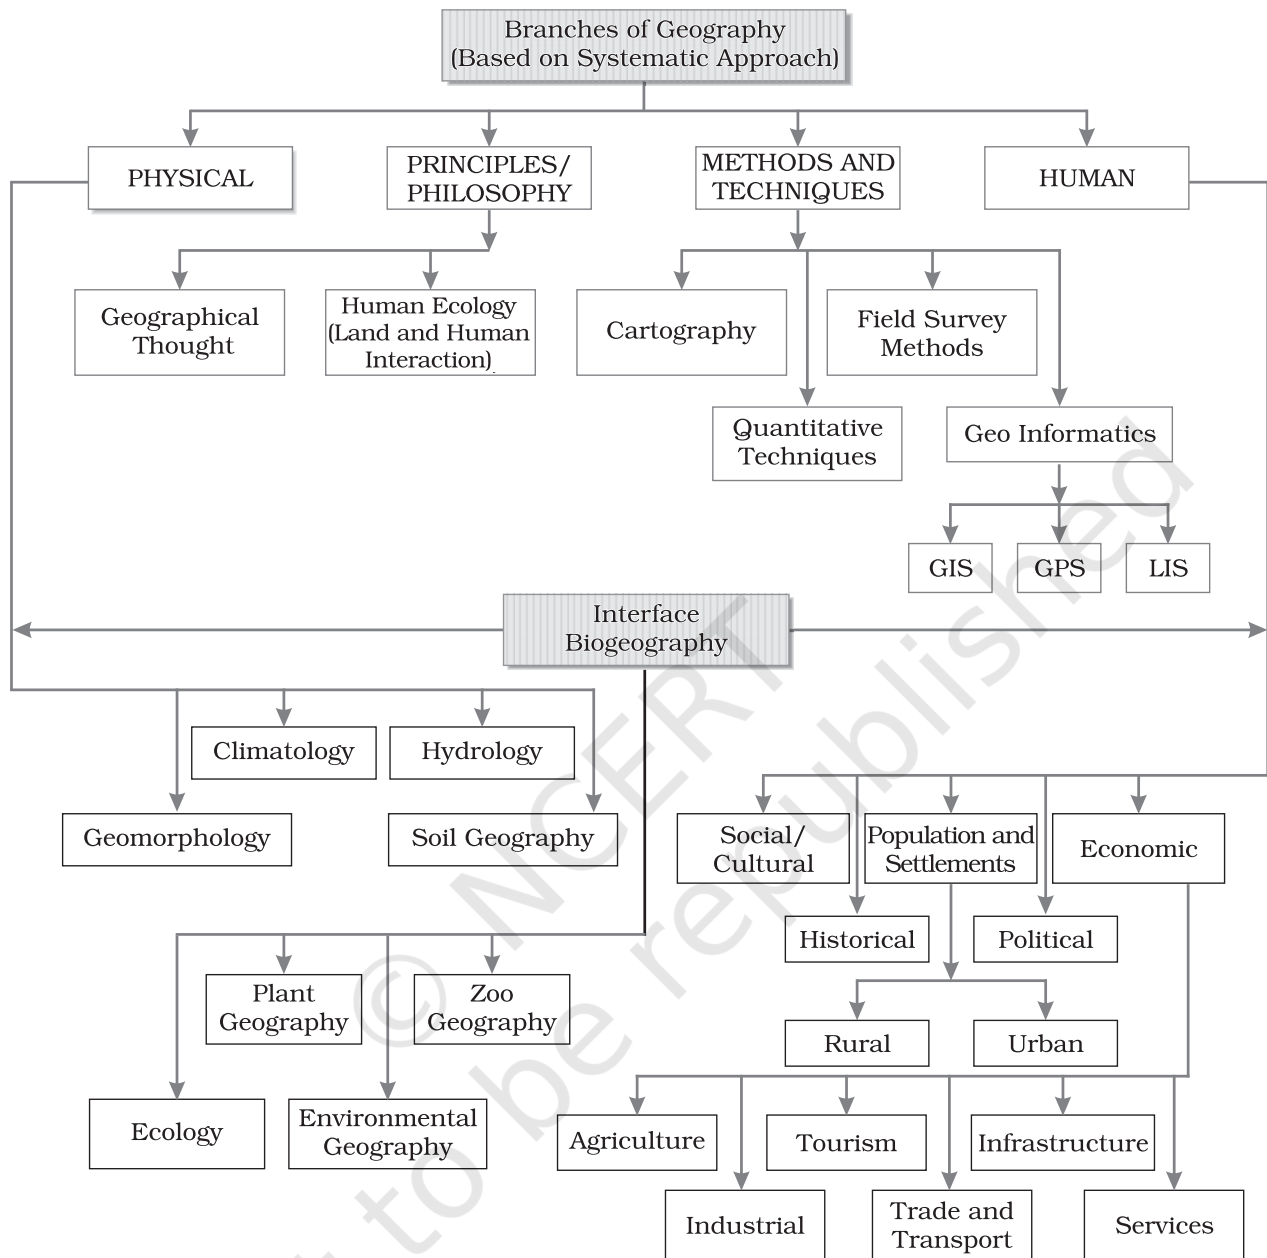 Branches of Geography
(Based on Systematic Approach)
PHYSICAL
PRINCIPLES/
PHILOSOPHY
METHODS AND
TECHNIQUES
HUMAN
Geographical
Thought
Human Ecology
(Land and Human
Interaction)
Cartography
Field Survey
Methods
Quantitative
Techniques
Geo Informatics
GIS
GPS
LIS
Interface
Biogeography
Climatology
Hydrology
Geomorphology
Soil Geography
Social/
Cultural
Population and
Settlements
Economic
Historical
Political
Plant
Geography
Zoo
Geography
Rural
Urban
Ecology
Environmental
Geography
Agriculture
Tourism
Infrastructure
Industrial
Trade and
Transport
Services
© NCERT
to be republished